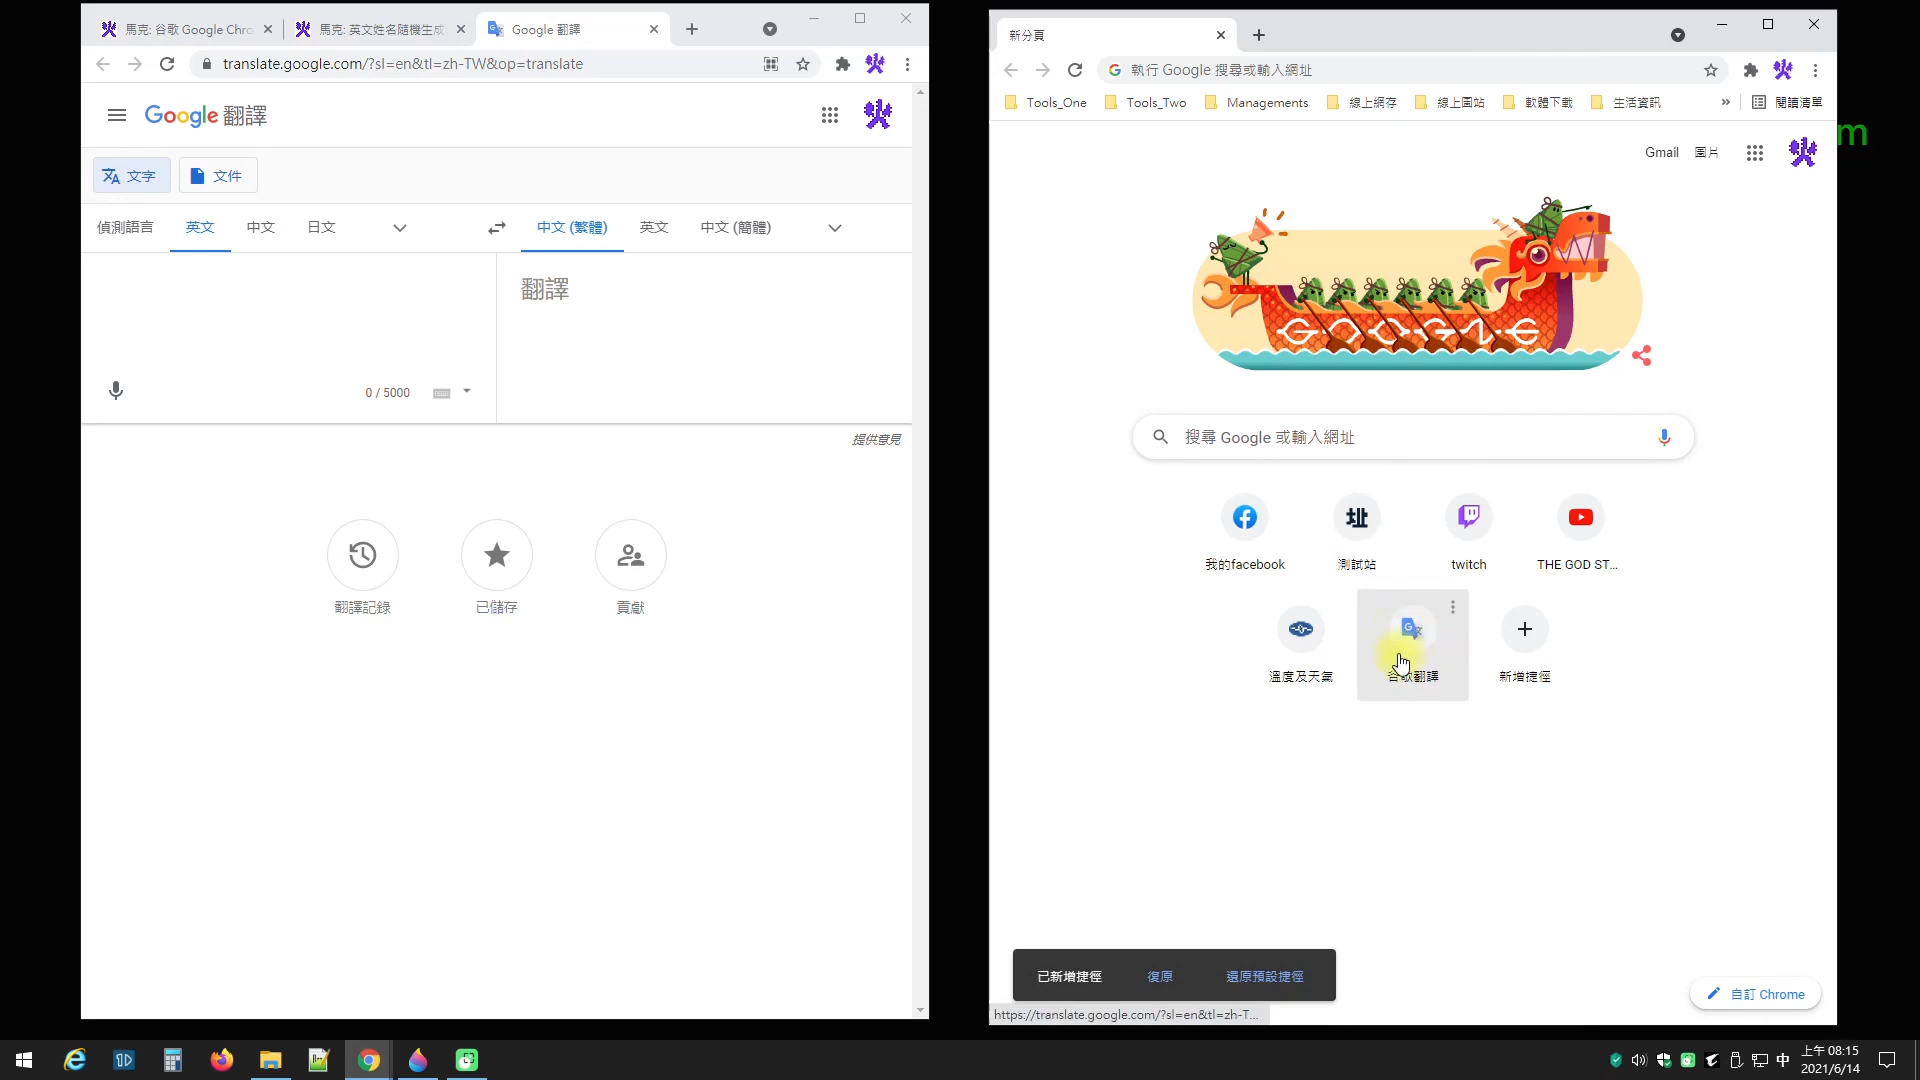 馬克: 谷歌 Google Chro
馬克: 英文姓名隨機生成
Google 翻譯
translate.google.com/?sl=en&tl=zh-TW&op=translate
Google 翻譯
文字
文件
偵測語言
英文
中文
日文
中文 (繁體)
英文
中文 (簡體)
翻譯
0 / 5000
提供意見
翻譯記錄
已儲存
貢獻
新分頁
執行 Google 搜尋或輸入網址
Tools_One
Tools_Two
Managements
線上網存
線上圖站
軟體下載
生活資訊
»
閱讀清單
m
Gmail
圖片
GOOGLE
搜尋 Google 或輸入網址
址
我的facebook
測試站
twitch
THE GOD ST...
溫度及天氣
谷歌翻譯
新增捷徑
已新增捷徑
復原
還原預設捷徑
自訂 Chrome
https://translate.google.com/?sl=en&tl=zh-T...
中
上午 08:15
2021/6/14